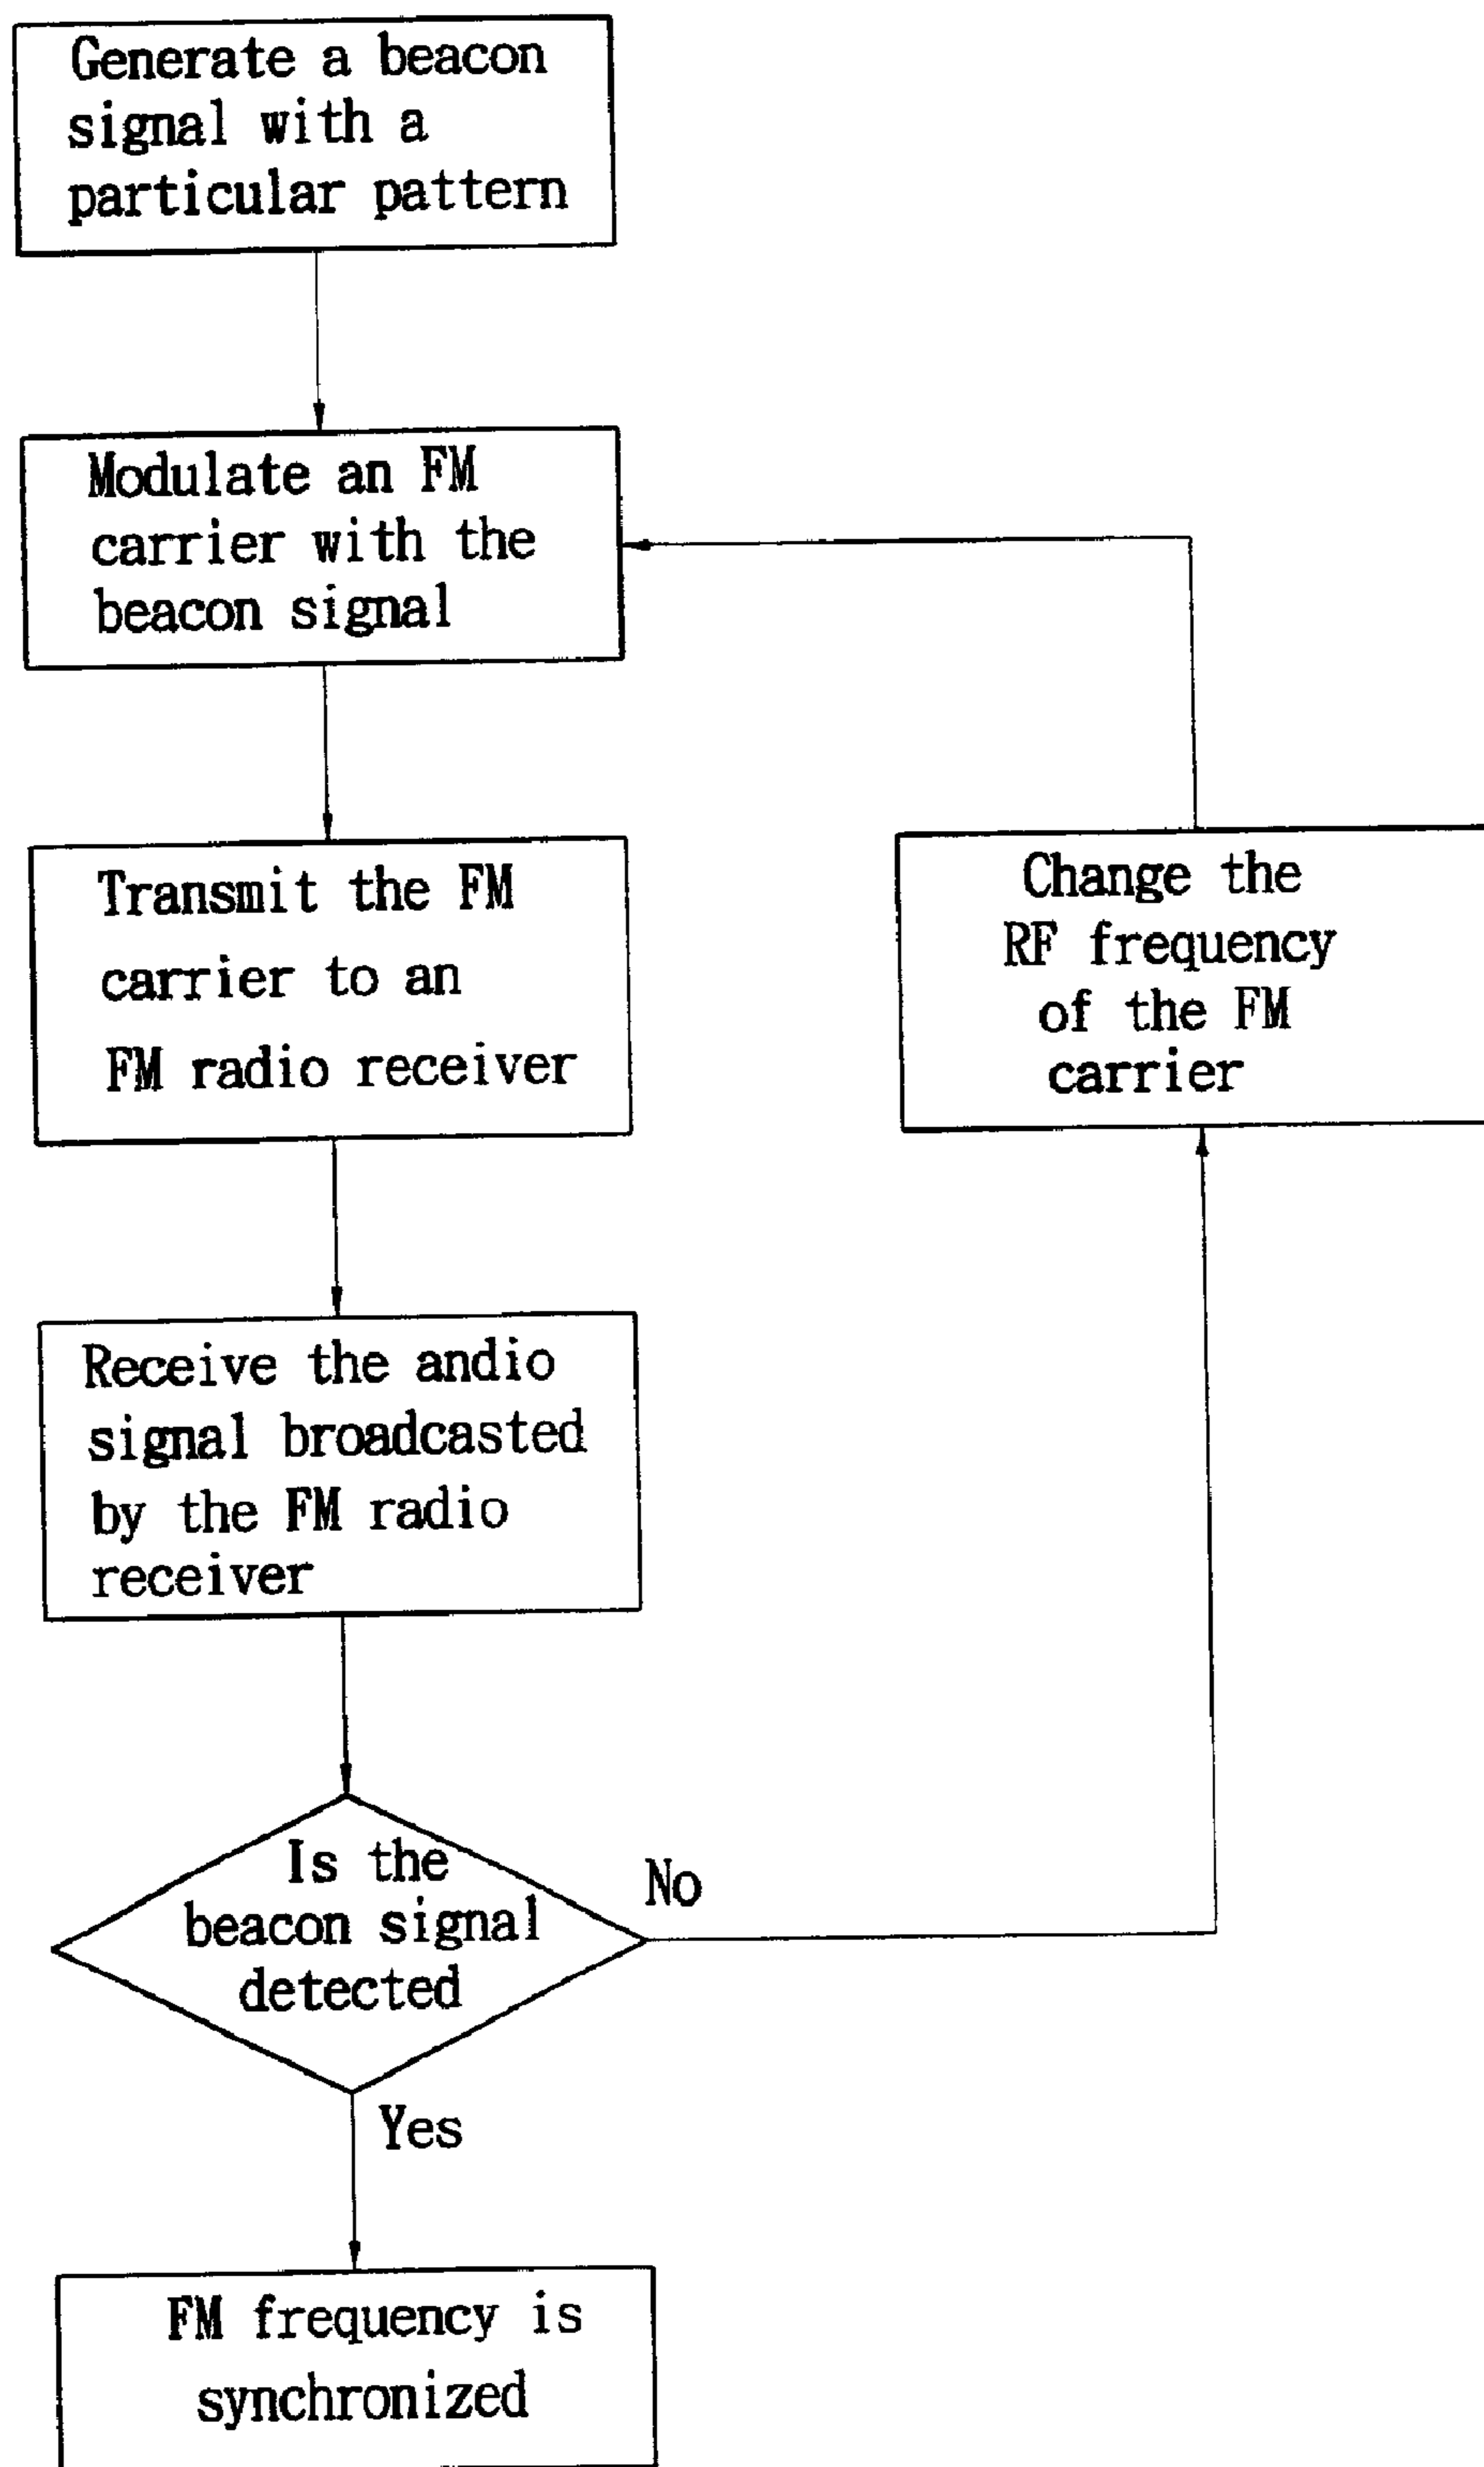 Generate a beacon
signal with a
particular pattern
Modulate an FM
carrier with the
beacon signal
Transmit the FM
carrier to an
FM radio receiver
Change the
RF frequency
of the FM
carrier
Receive the andio
signal broadcasted
by the FM radio
receiver
Is the
beacon signal
detected
No
Yes
FM frequency is
synchronized